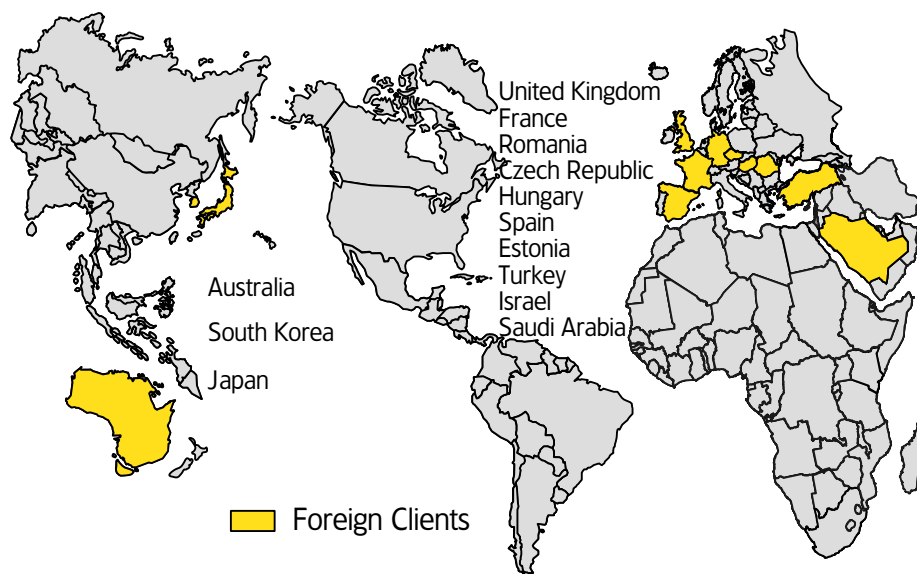 United Kingdom
France
Romania
Czech Republic
Hungary
Spain
Estonia
Turkey
Israel
Saudi Arabia
Australia
South Korea
Japan
Foreign Clients